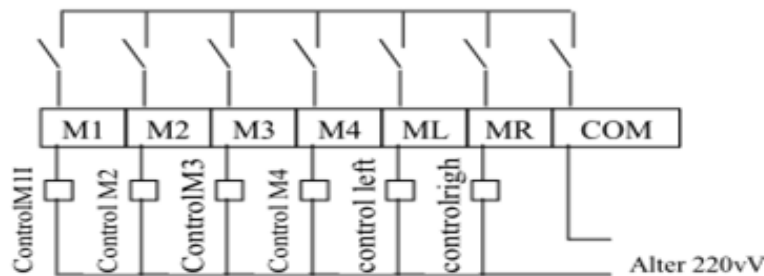 M1 M2 M3 M4 ML MR COM
ControlM1I
Control M2
ControlM3
Control M4
control left
controlrigh
Alter 220vV